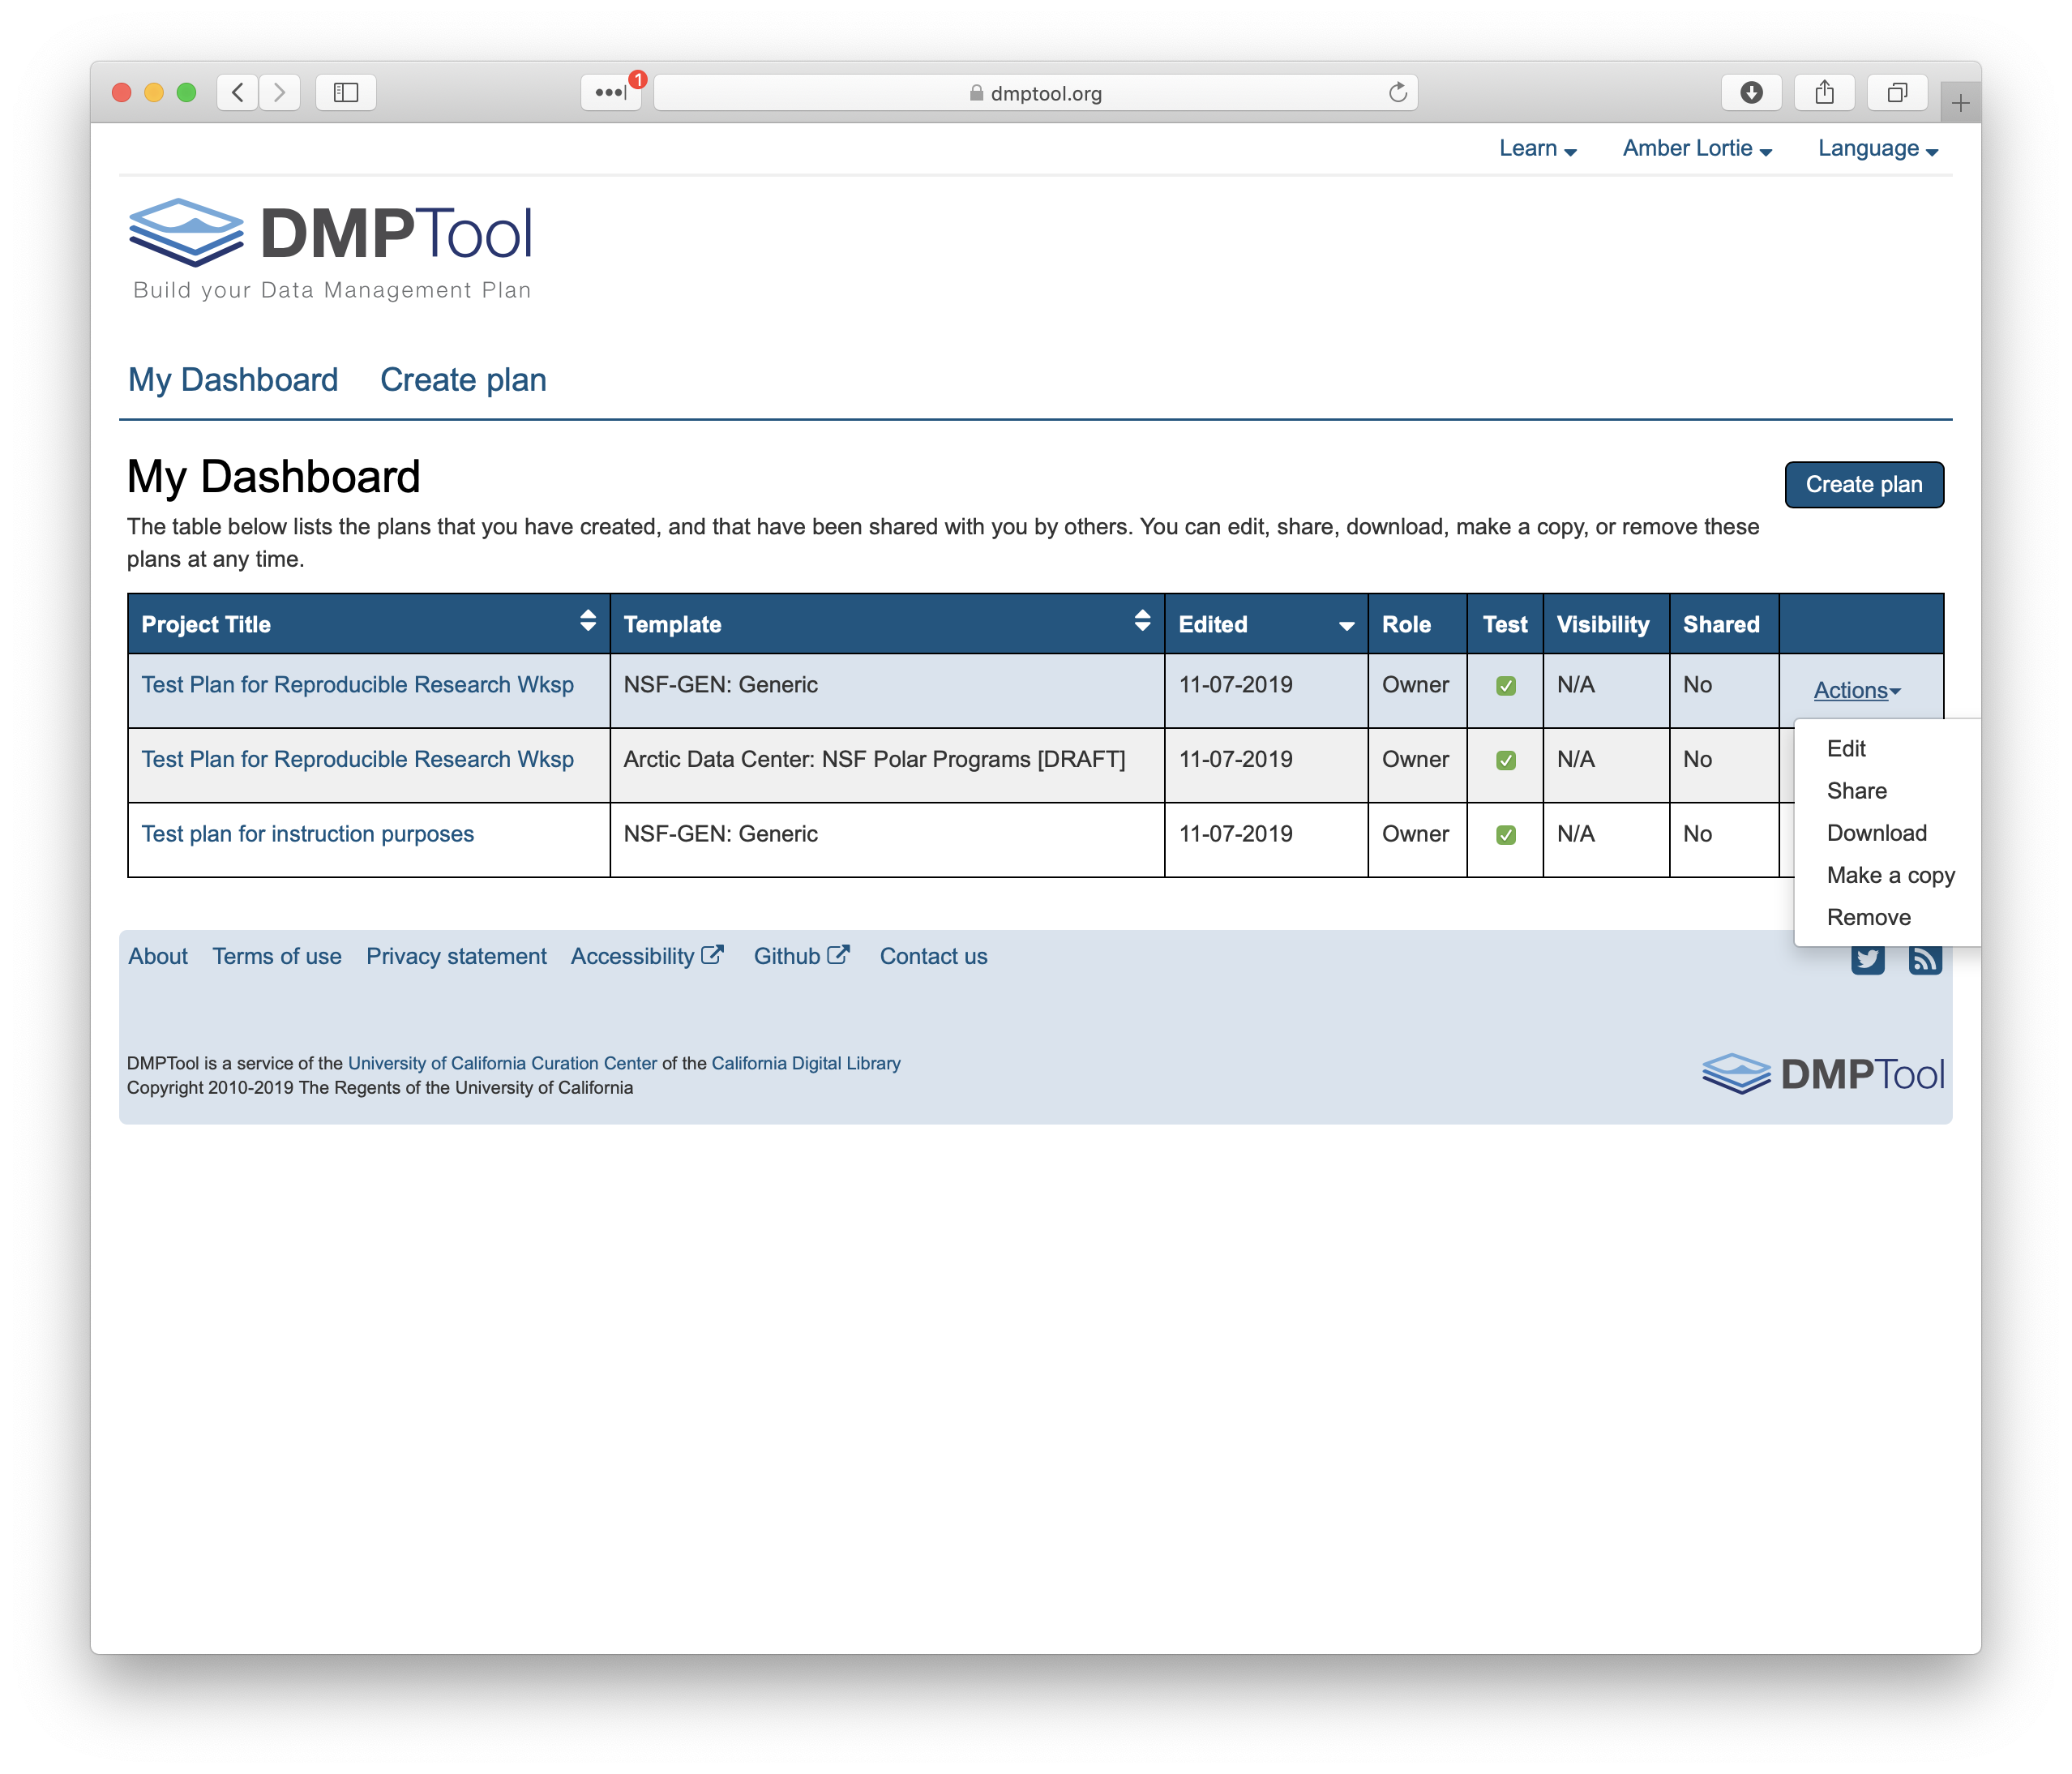 1
dmptool.org
Learn
Amber Lortie
Language
DMPTool
Build your Data Management Plan
My Dashboard
Create plan
My Dashboard
Create plan
The table below lists the plans that you have created, and that have been shared with you by others. You can edit, share, download, make a copy, or remove these
plans at any time.
Project Title Template Edited Role Test Visibility Shared
Test Plan for Reproducible Research Wksp NSF-GEN: Generic 11-07-2019 Owner N/A No Actions
Test Plan for Reproducible Research Wksp Arctic Data Center: NSF Polar Programs [DRAFT] 11-07-2019 Owner N/A No
Test plan for instruction purposes NSF-GEN: Generic 11-07-2019 Owner N/A No
Edit
Share
Download
Make a copy
Remove
About Terms of use Privacy statement Accessibility Github Contact us
DMPTool is a service of the University of California Curation Center of the California Digital Library
Copyright 2010-2019 The Regents of the University of California
DMPTool